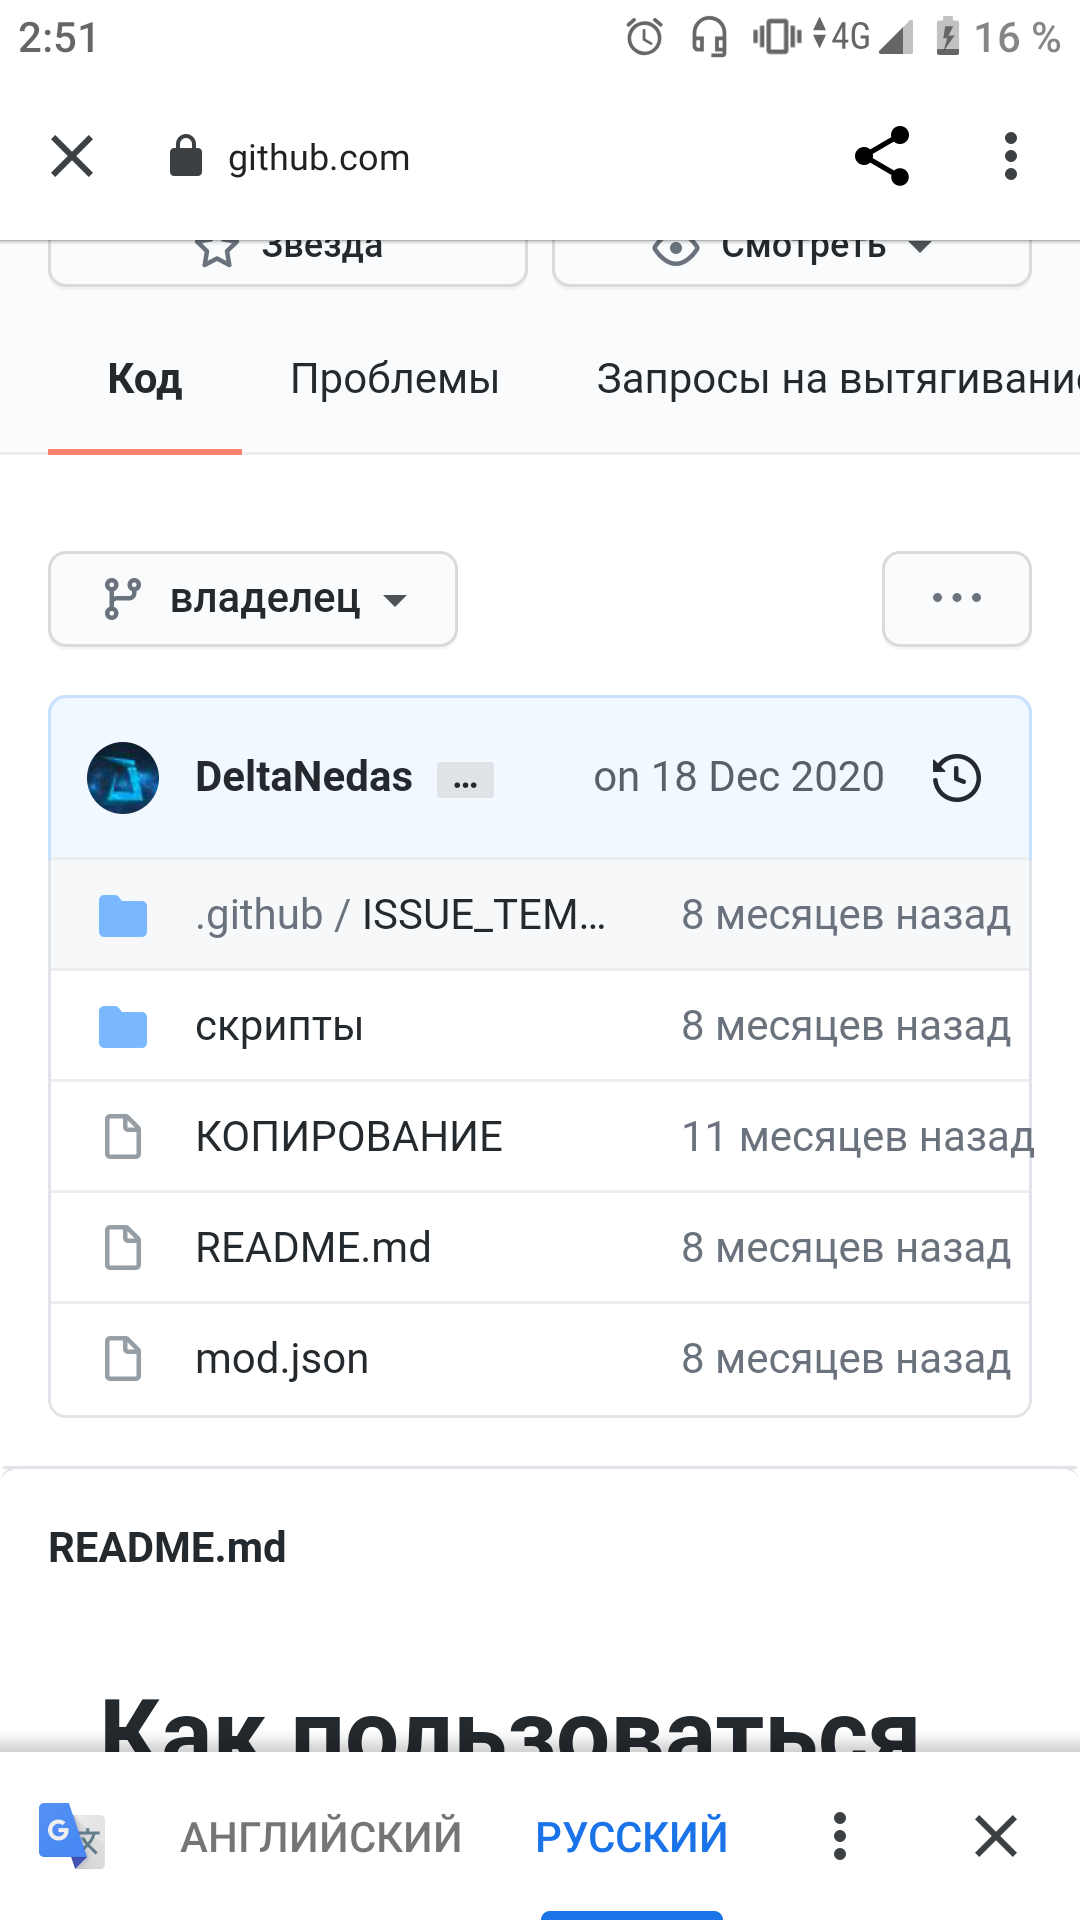 2:51 4G 16 %
github.com
Звезда Смотреть
Код Проблемы Запросы на вытягивание
владелец
DeltaNedas ... on 18 Dec 2020
.github / ISSUE_TEM... 8 месяцев назад
скрипты 8 месяцев назад
КОПИРОВАНИЕ 11 месяцев назад
README.md 8 месяцев назад
mod.json 8 месяцев назад
README.md
Как пользоваться
АНГЛИЙСКИЙ РУССКИЙ